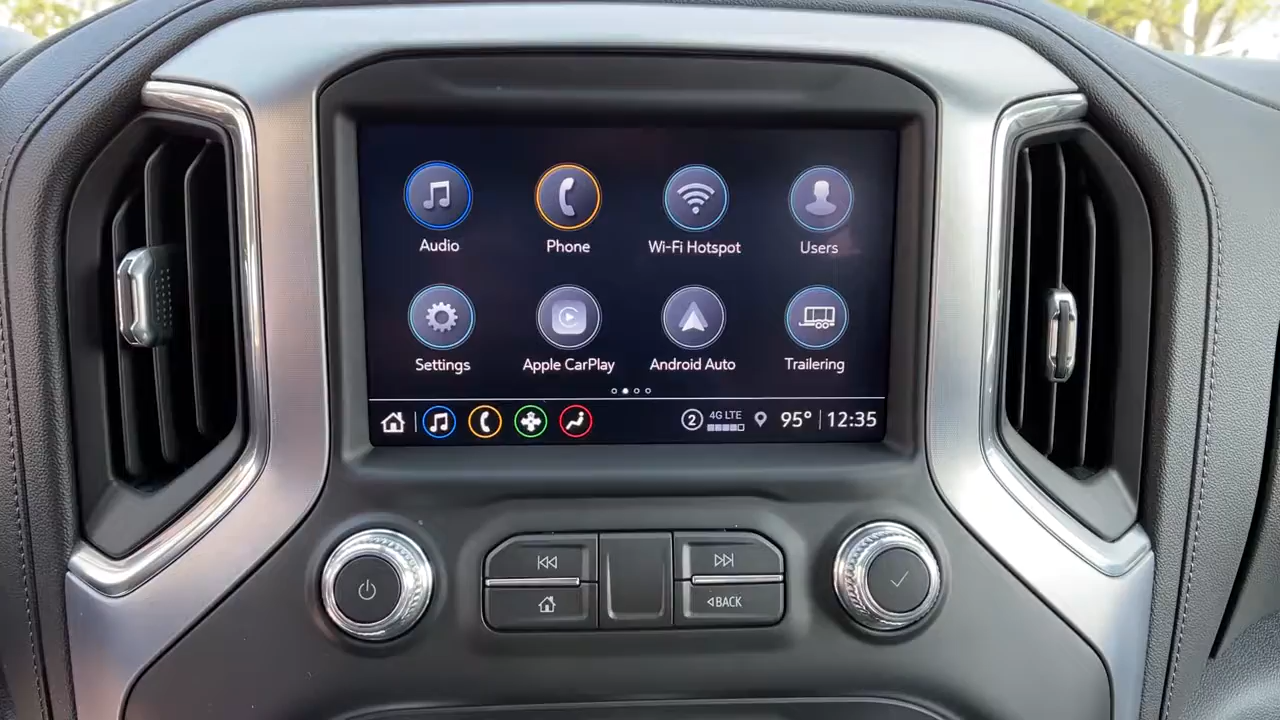 Audio
Phone
Wi-Fi Hotspot
Users
Settings
Apple CarPlay
Android Auto
Trailering
2 4G LTE 95° 12:35
BACK